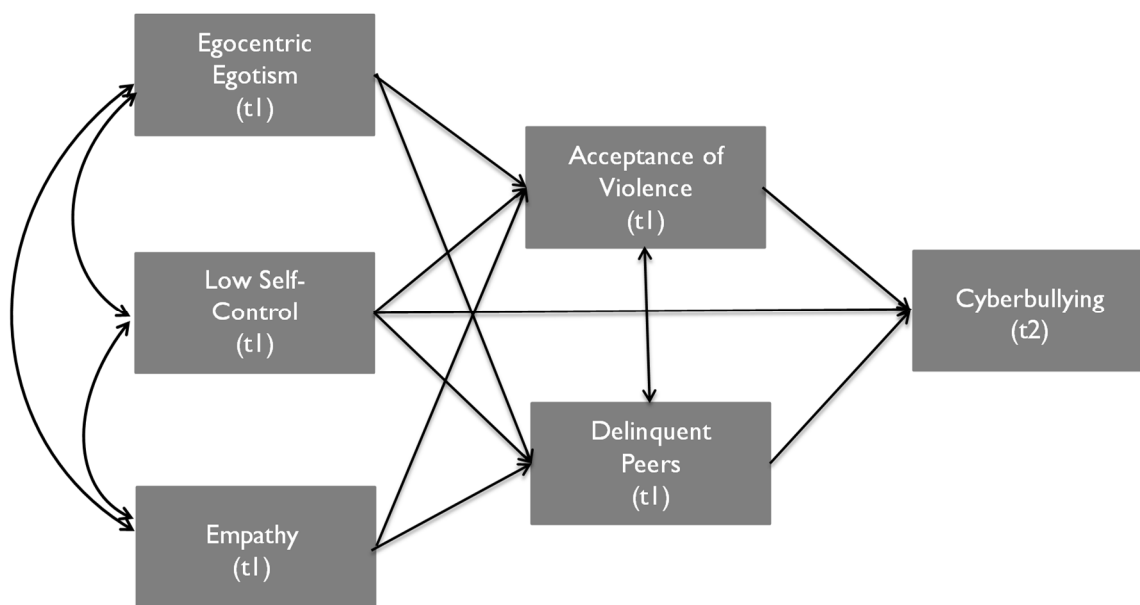 Egocentric
Egotism
(t1)
Acceptance of
Violence
(t1)
Low Self-
Control
(t1)
Cyberbullying
(t2)
Delinquent
Peers
(t1)
Empathy
(t1)